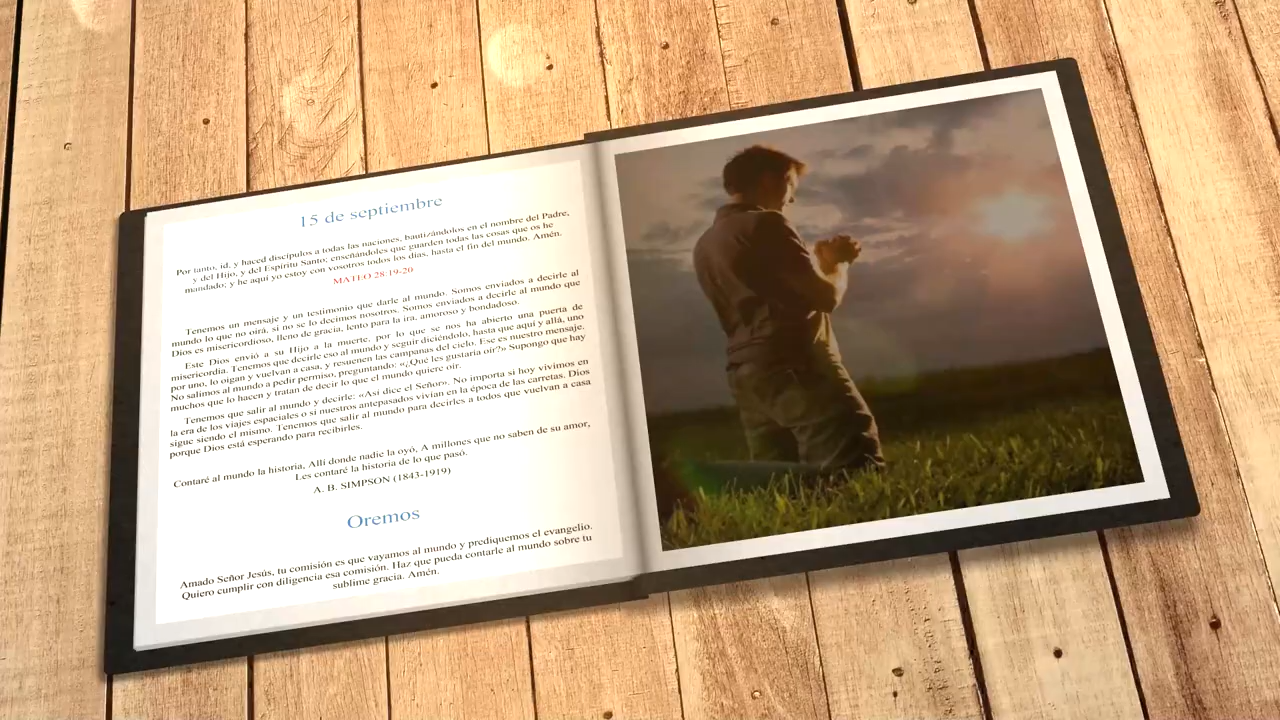 15 de septiembre
Por tanto, id, y haced discípulos a todas las naciones, bautizándolos en el nombre del Padre,
y del Hijo, y del Espíritu Santo; enseñándoles que guarden todas las cosas que os he
mandado; y he aquí yo estoy con vosotros todos los días, hasta el fin del mundo. Amén.
MATEO 28:19-20
Tenemos un mensaje y un testimonio que darle al mundo. Somos enviados a decirle al
mundo lo que no oirá, si no se lo decimos nosotros. Somos enviados a decirle al mundo que
Dios es misericordioso, lleno de gracia, lento para la ira, amoroso y bondadoso.
Este Dios envió a su Hijo a la muerte, por lo que se nos ha abierto una puerta de
misericordia. Tenemos que decirle eso al mundo y seguir diciéndolo, hasta que aquí y allá, uno
por uno, lo oigan y vuelvan a casa, y resuenen las campanas del cielo. Ese es nuestro mensaje.
No salimos al mundo a pedir permiso, preguntando: «¿Qué les gustaría oír?» Supongo que hay
muchos que lo hacen y tratan de decir lo que el mundo quiere oír.
Tenemos que salir al mundo y decirle: «Así dice el Señor». No importa si hoy vivimos en
la era de los viajes espaciales o si nuestros antepasados vivían en la época de las carretas. Dios
sigue siendo el mismo. Tenemos que salir al mundo para decirles a todos que vuelvan a casa
porque Dios está esperando para recibirles.
Contaré al mundo la historia, Allí donde nadie la oyó, A millones que no saben de su amor,
Les contaré la historia de lo que pasó.
A. B. SIMPSON (1843-1919)
Oremos
Amado Señor Jesús, tu comisión es que vayamos al mundo y prediquemos el evangelio.
Quiero cumplir con diligencia esa comisión. Haz que pueda contarle al mundo sobre tu
sublime gracia. Amén.